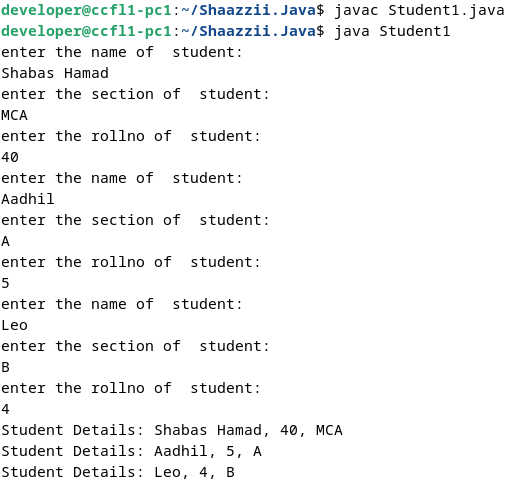 developer@ccfl1-pc1:~/Shaazzii.Java$ javac Student1.java
developer@ccfl1-pc1:~/Shaazzii.Java$ java Student1
enter the name of  student:
Shabas Hamad
enter the section of  student:
MCA
enter the rollno of  student:
40
enter the name of  student:
Aadhil
enter the section of  student:
A
enter the rollno of  student:
5
enter the name of  student:
Leo
enter the section of  student:
B
enter the rollno of  student:
4
Student Details: Shabas Hamad, 40, MCA
Student Details: Aadhil, 5, A
Student Details: Leo, 4, B